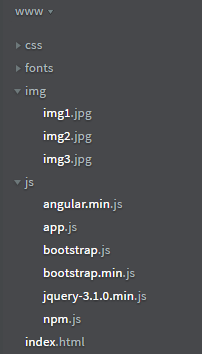 www
css
fonts
img
img1.jpg
img2.jpg
img3.jpg
js
angular.min.js
app.js
bootstrap.js
bootstrap.min.js
jquery-3.1.0.min.js
npm.js
index.html